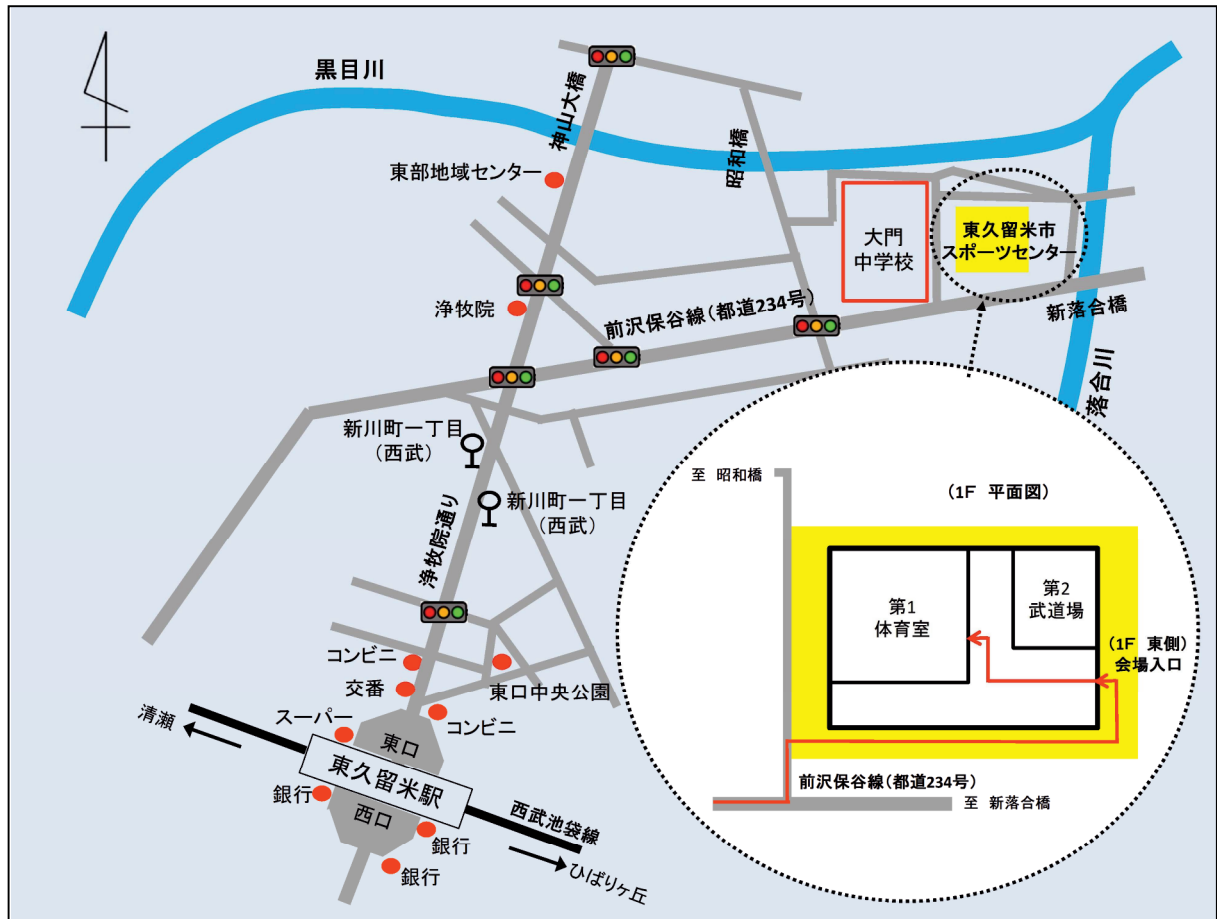 黒目川
神山大橋
昭和橋
東部地域センター
大門
中学校
東久留米市
スポーツセンター
浄牧院
前沢保谷線(都道234号)
新落合橋
落合川
新川町一丁目
(西武)
新川町一丁目
(西武)
浄牧院通り
コンビニ
交番
東口中央公園
スーパー
コンビニ
清瀬
東口
東久留米駅
銀行
西口
西武池袋線
銀行
銀行
ひばりヶ丘
至 昭和橋
(1F 平面図)
第1
体育室
第2
武道場
(1F 東側)
会場入口
前沢保谷線(都道234号)
至 新落合橋